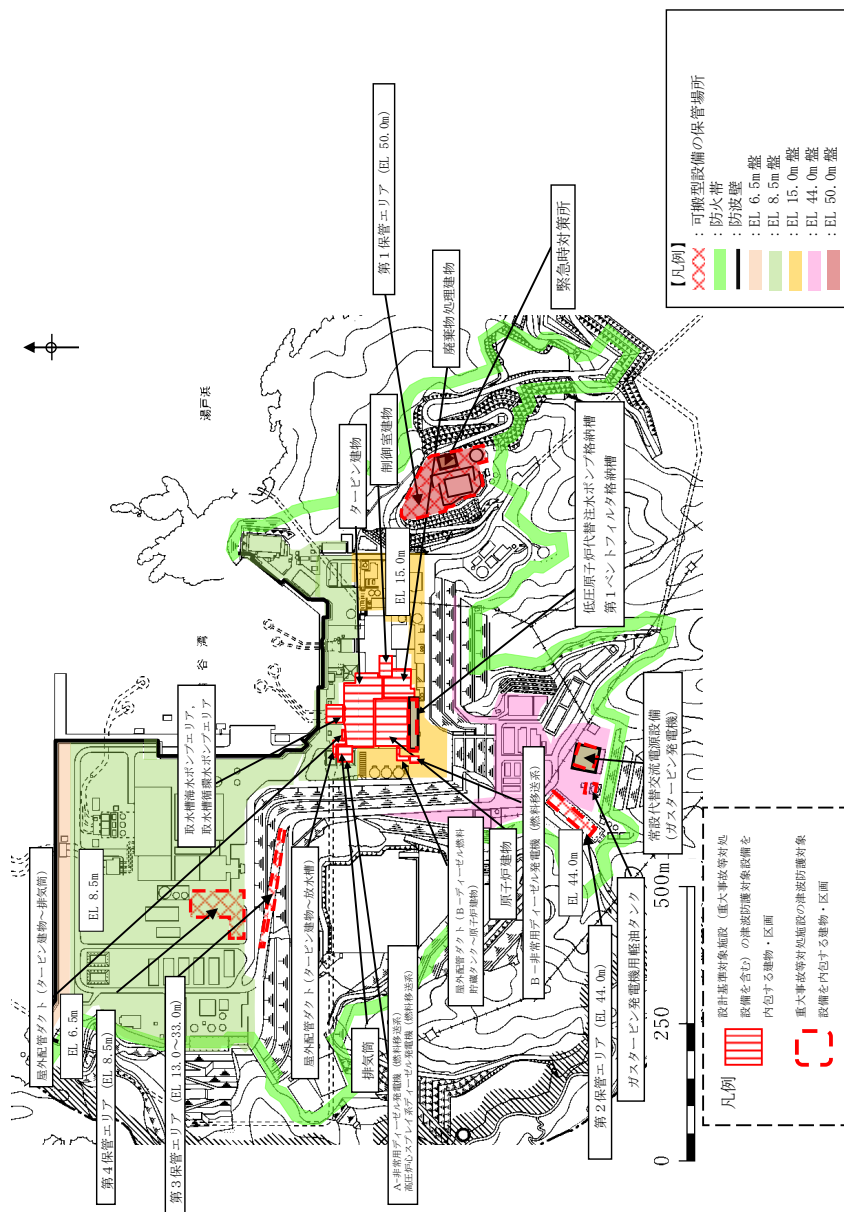 屋外配管ダクト（タービン建物～排気筒）
取水槽海水ポンプエリア，
取水槽循環水ポンプエリア
EL 8.5m
EL 6.5m
第４保管エリア（EL 8.5m）
第３保管エリア（EL 13.0～33.0m）
屋外配管ダクト（タービン建物～放水槽）
排気筒
A-非常用ディーゼル発電機（燃料移送系）
高圧炉心スプレイ系ディーゼル発電機（燃料移送系）
屋外配管ダクト（B－ディーゼル燃料
貯蔵タンク～原子炉建物）
原子炉建物
B－非常用ディーゼル発電機（燃料移送系）
EL 44.0m
第２保管エリア（EL 44.0m）
ガスタービン発電機用軽油タンク
常設代替交流電源設備
（ガスタービン発電機）
低圧原子炉代替注水ポンプ格納槽
第１ベントフィルタ格納槽
EL 15.0m
タービン建物
制御室建物
廃棄物処理建物
緊急時対策所
第１保管エリア（EL 50.0m）
湯戸浜
谷 湾
【凡例】
：可搬型設備の保管場所
：防火帯
：防波壁
：EL 6.5m盤
：EL 8.5m盤
：EL 15.0m盤
：EL 44.0m盤
：EL 50.0m盤
0 250 500m
凡例
設計基準対象施設（重大事故等対処
設備を含む）の津波防護対象設備を
内包する建物・区画
重大事故等対処施設の津波防護対象
設備を内包する建物・区画